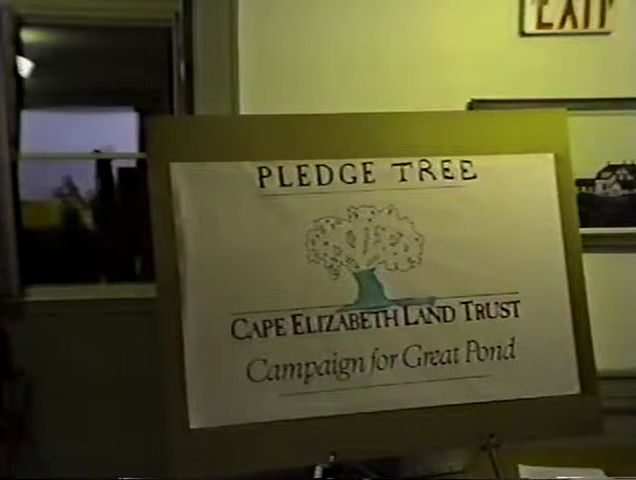 EXIT
PLEDGE TREE
CAPE ELIZABETH LAND TRUST
Campaign for Great Pond